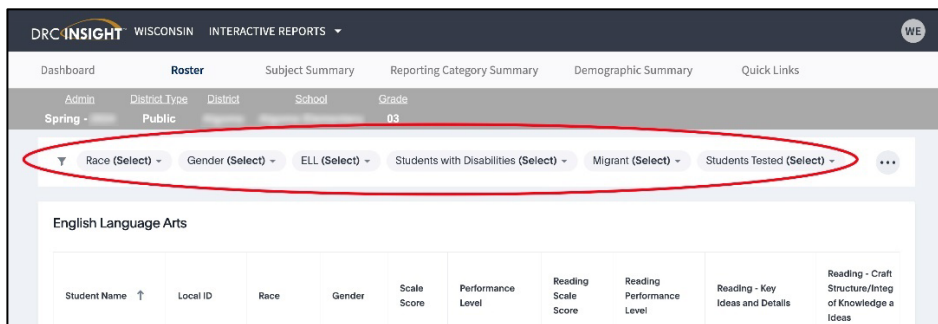 DRC INSIGHT WISCONSIN INTERACTIVE REPORTS WE
Dashboard Roster Subject Summary Reporting Category Summary Demographic Summary Quick Links
Admin District Type District School Grade
Spring - Public 03
Race (Select) Gender (Select) ELL (Select) Students with Disabilities (Select) Migrant (Select) Students Tested (Select) ...
English Language Arts
Student Name ↑ Local ID Race Gender Scale Score Performance Level Reading Scale Score Reading Performance Level Reading - Key Ideas and Details Reading - Craft Structure/Integ of Knowledge a Ideas